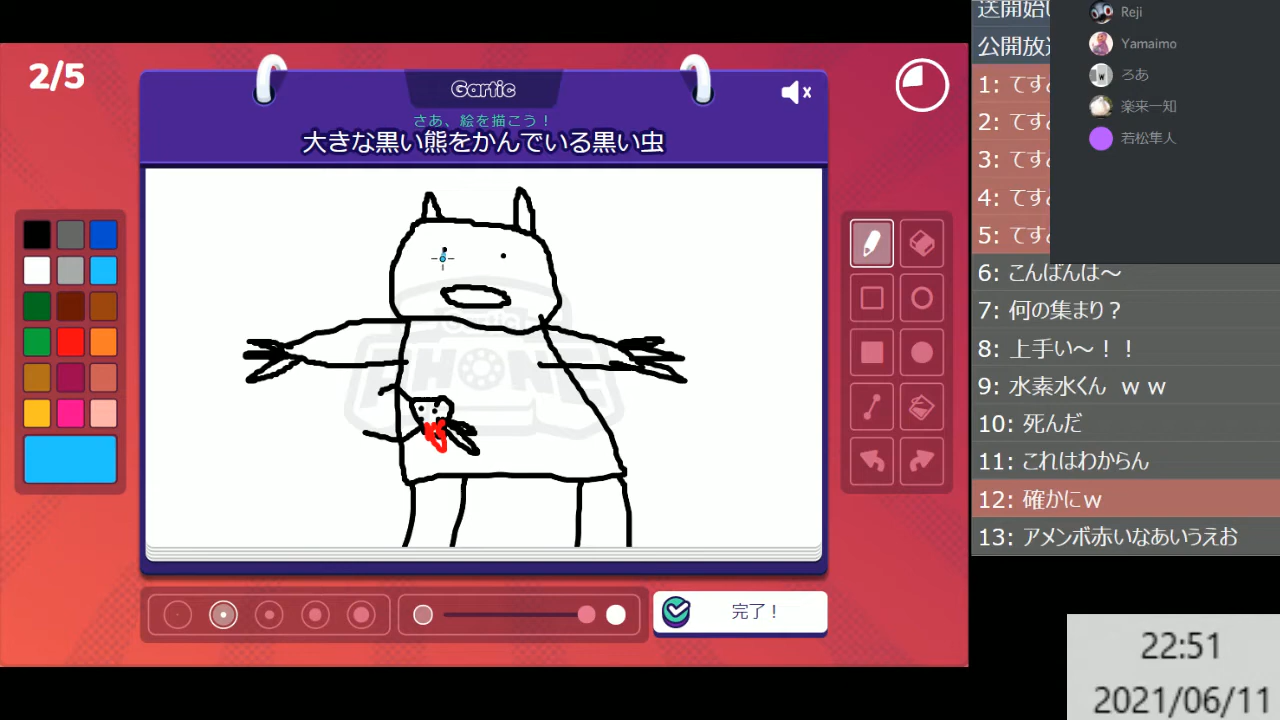 2/5
Gartic
さあ、絵を描こう！
大きな黒い熊をかんでいる黒い虫
完了！
Reji
Yamaimo
ろあ
楽来一知
若松隼人
送開始
公開放送
1: てすと
2: てす
3: てす
4: てす
5: てす
6: こんばんは～
7: 何の集まり？
8: 上手い～！！
9: 水素水くん ｗｗ
10: 死んだ
11: これはわからん
12: 確かにｗ
13: アメンボ赤いなあいうえお
22:51
2021/06/11